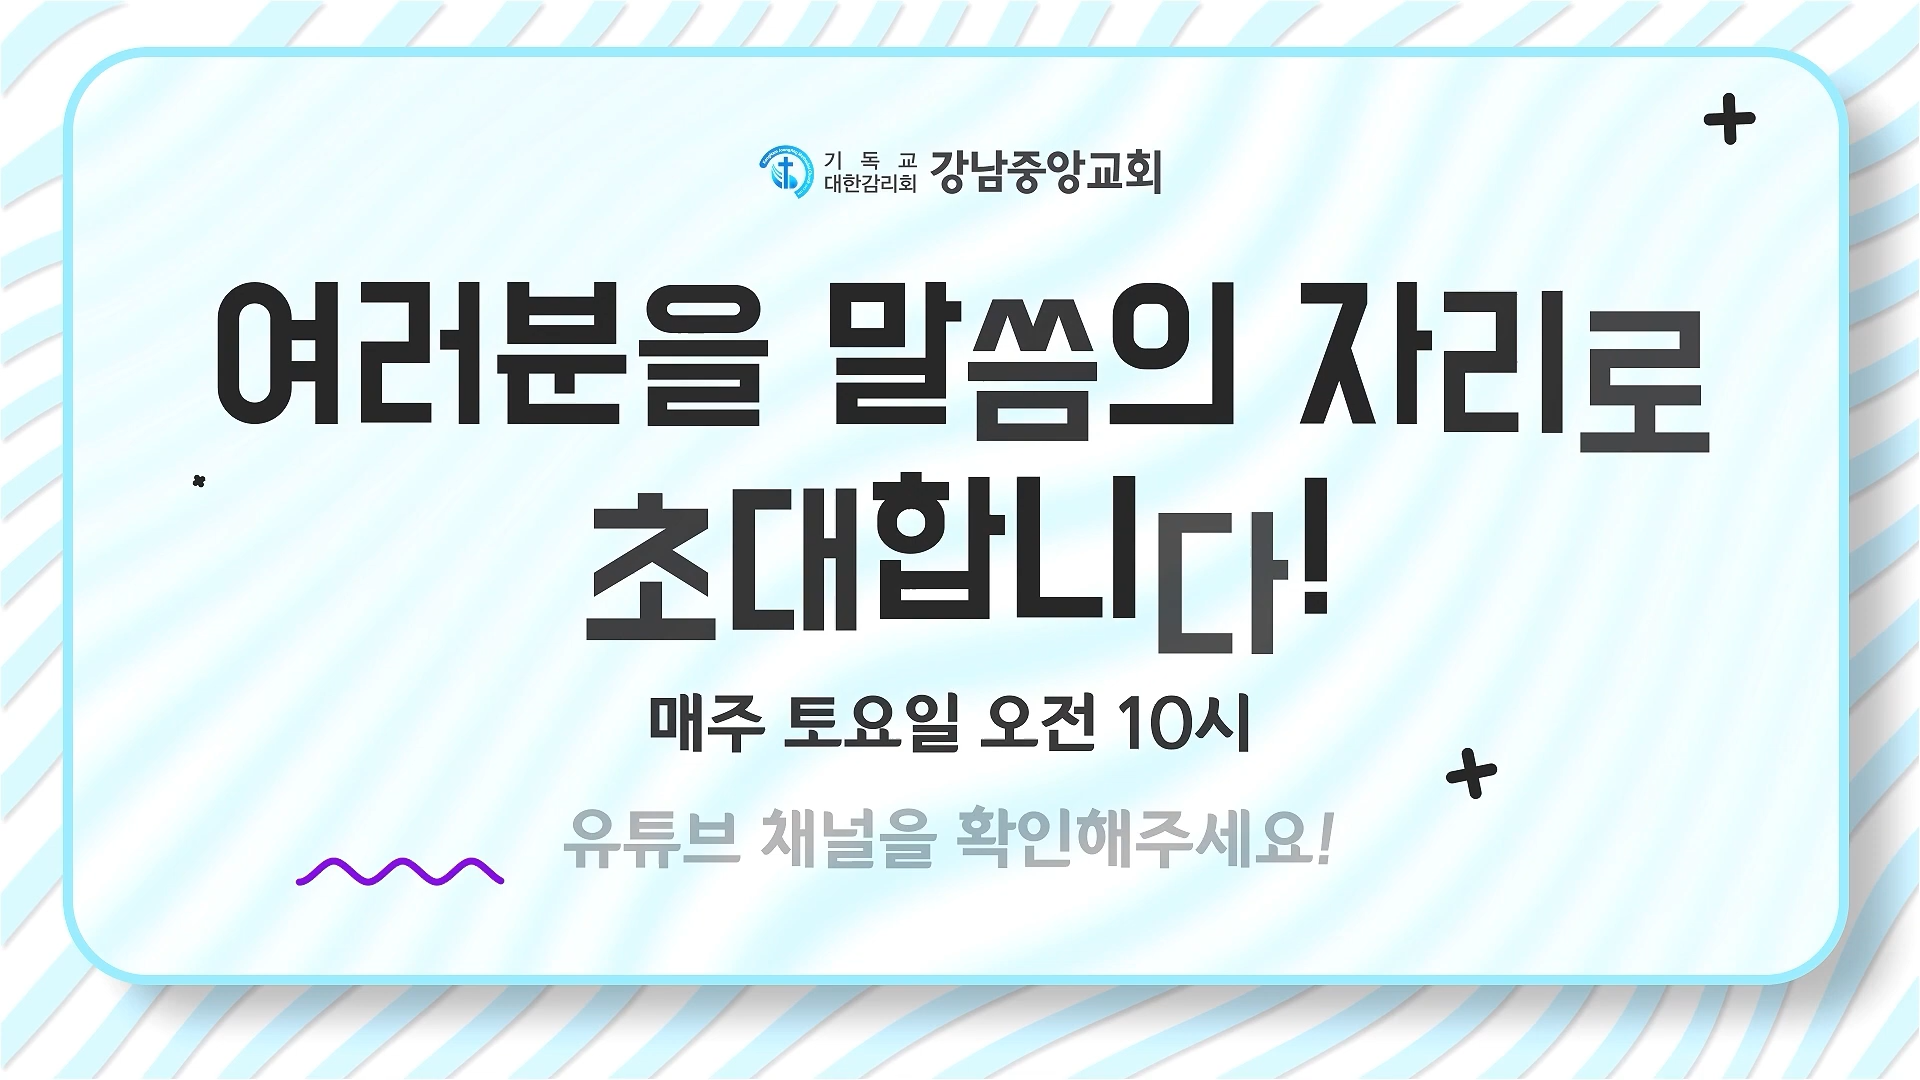 기독교
대한감리회
강남중앙교회
여러분을 말씀의 자리로
초대합니다!
매주 토요일 오전 10시
유튜브 채널을 확인해주세요!